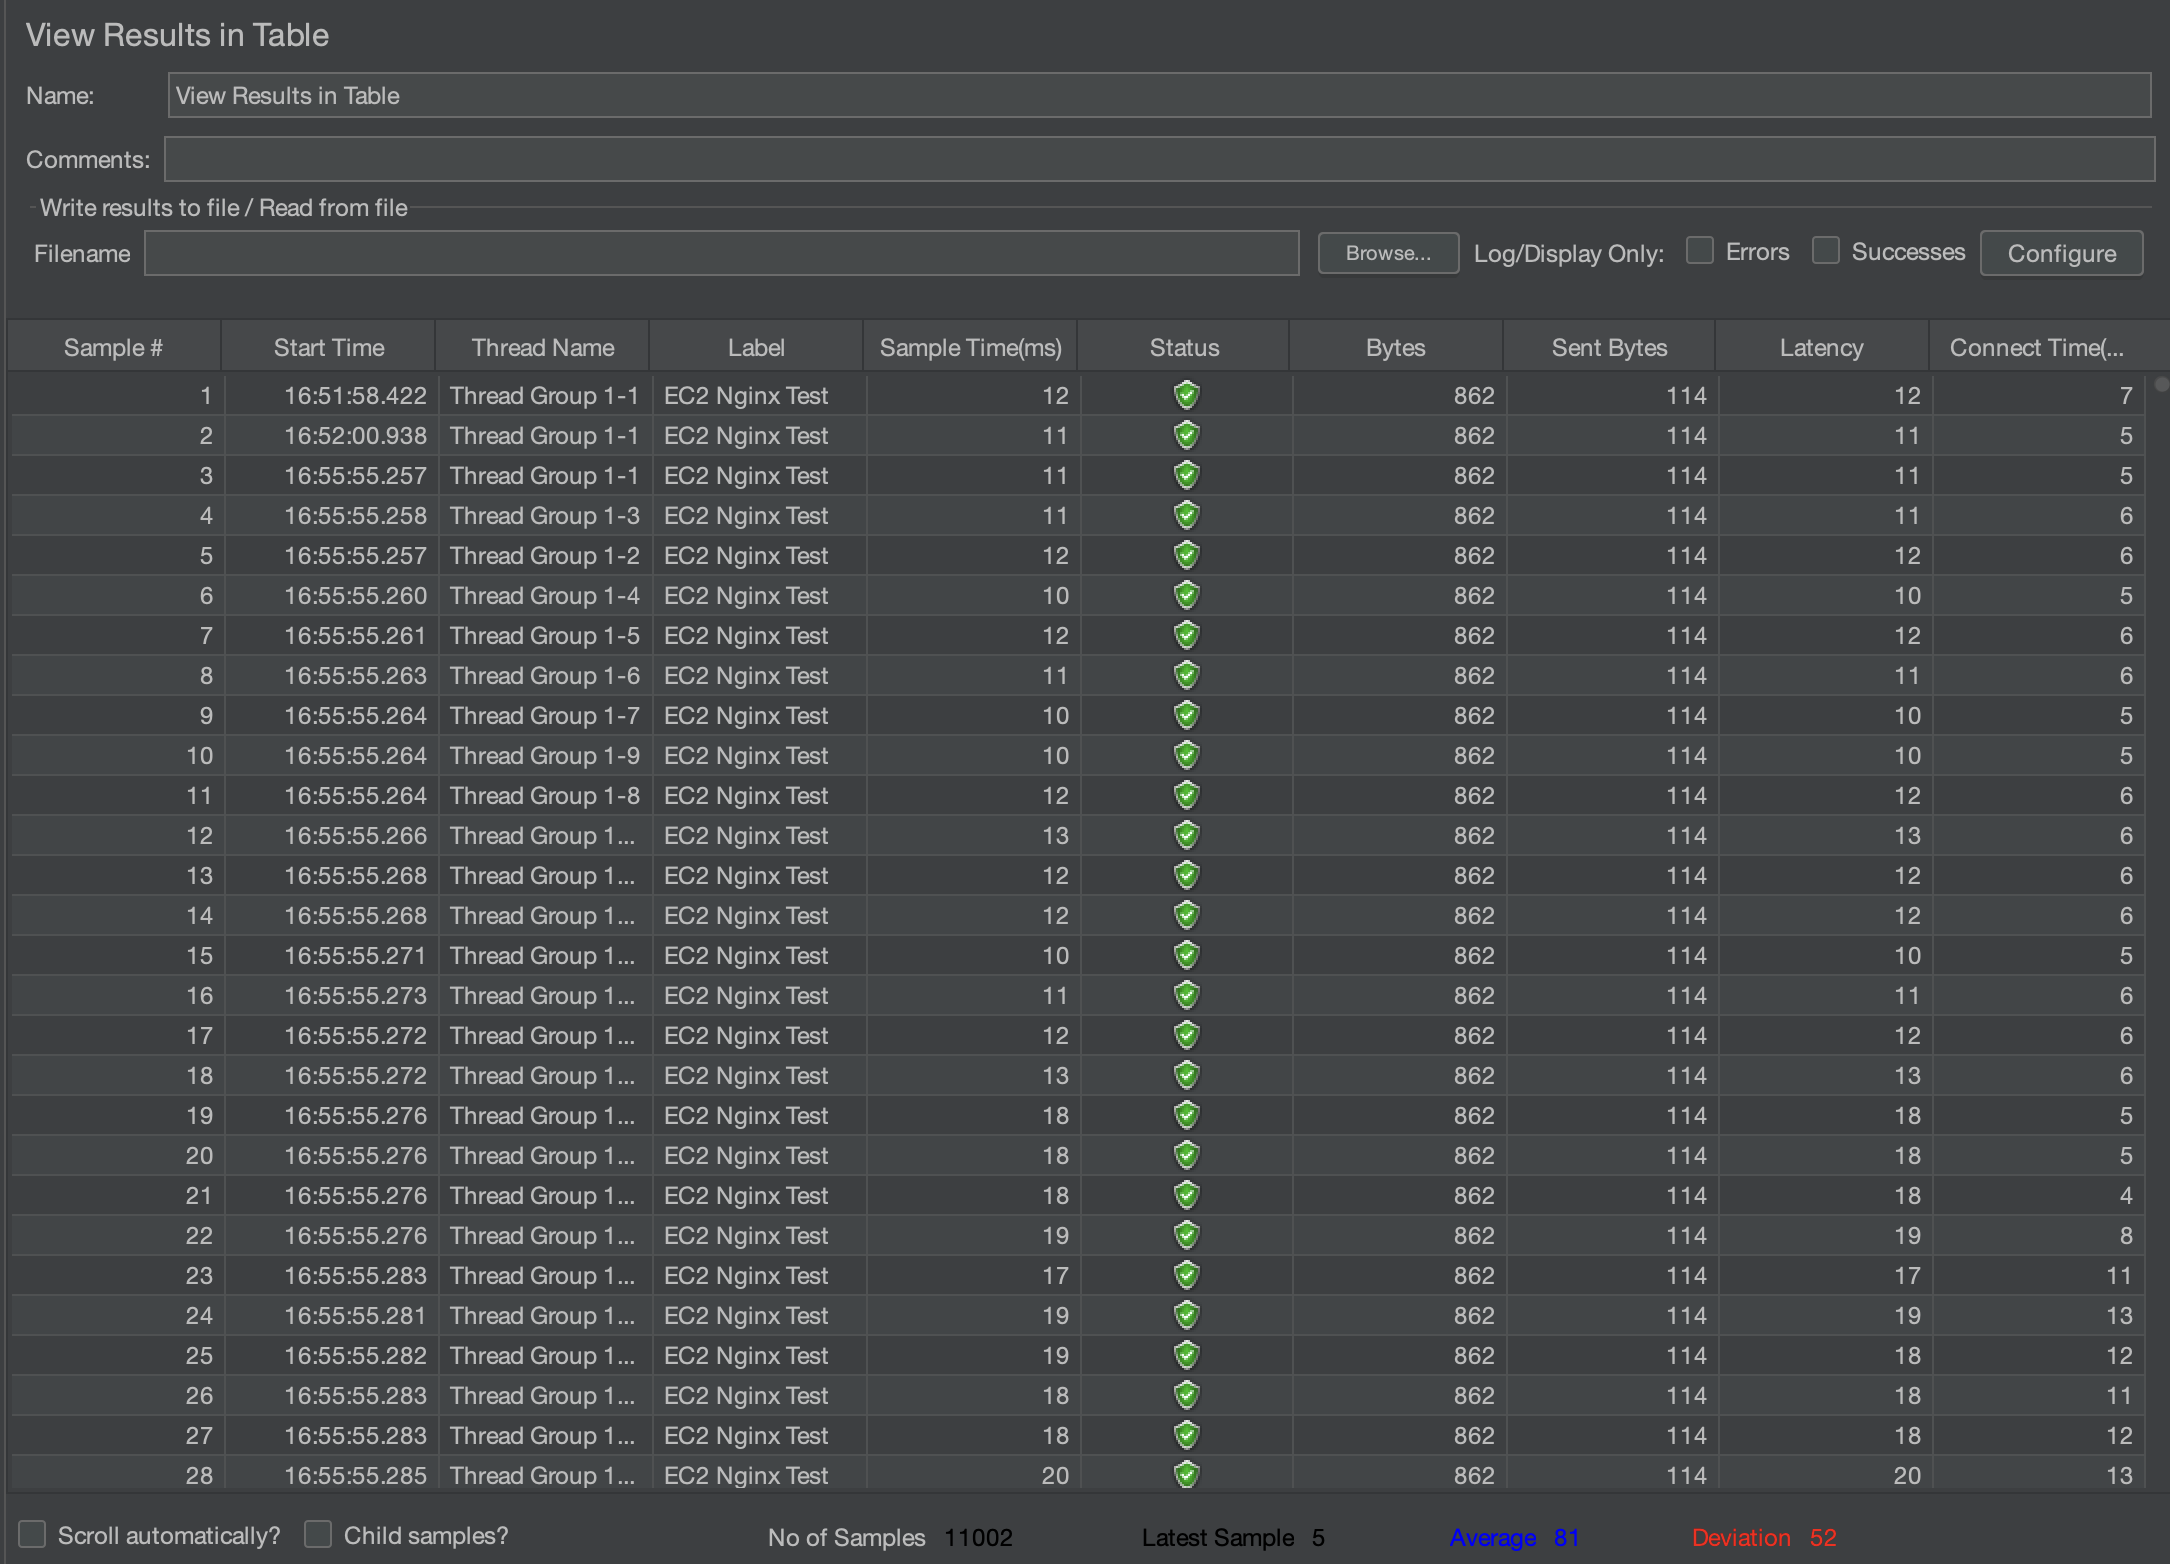 View Results in Table
Name: View Results in Table
Comments:
Write results to file / Read from file
Filename Browse... Log/Display Only: Errors Successes Configure
Sample # Start Time Thread Name Label Sample Time(ms) Status Bytes Sent Bytes Latency Connect Time(...
1 16:51:58.422 Thread Group 1-1 EC2 Nginx Test 12 862 114 12 7
2 16:52:00.938 Thread Group 1-1 EC2 Nginx Test 11 862 114 11 5
3 16:55:55.257 Thread Group 1-1 EC2 Nginx Test 11 862 114 11 5
4 16:55:55.258 Thread Group 1-3 EC2 Nginx Test 11 862 114 11 6
5 16:55:55.257 Thread Group 1-2 EC2 Nginx Test 12 862 114 12 6
6 16:55:55.260 Thread Group 1-4 EC2 Nginx Test 10 862 114 10 5
7 16:55:55.261 Thread Group 1-5 EC2 Nginx Test 12 862 114 12 6
8 16:55:55.263 Thread Group 1-6 EC2 Nginx Test 11 862 114 11 6
9 16:55:55.264 Thread Group 1-7 EC2 Nginx Test 10 862 114 10 5
10 16:55:55.264 Thread Group 1-9 EC2 Nginx Test 10 862 114 10 5
11 16:55:55.264 Thread Group 1-8 EC2 Nginx Test 12 862 114 12 6
12 16:55:55.266 Thread Group 1... EC2 Nginx Test 13 862 114 13 6
13 16:55:55.268 Thread Group 1... EC2 Nginx Test 12 862 114 12 6
14 16:55:55.268 Thread Group 1... EC2 Nginx Test 12 862 114 12 6
15 16:55:55.271 Thread Group 1... EC2 Nginx Test 10 862 114 10 5
16 16:55:55.273 Thread Group 1... EC2 Nginx Test 11 862 114 11 6
17 16:55:55.272 Thread Group 1... EC2 Nginx Test 12 862 114 12 6
18 16:55:55.272 Thread Group 1... EC2 Nginx Test 13 862 114 13 6
19 16:55:55.276 Thread Group 1... EC2 Nginx Test 18 862 114 18 5
20 16:55:55.276 Thread Group 1... EC2 Nginx Test 18 862 114 18 5
21 16:55:55.276 Thread Group 1... EC2 Nginx Test 18 862 114 18 4
22 16:55:55.276 Thread Group 1... EC2 Nginx Test 19 862 114 19 8
23 16:55:55.283 Thread Group 1... EC2 Nginx Test 17 862 114 17 11
24 16:55:55.281 Thread Group 1... EC2 Nginx Test 19 862 114 19 13
25 16:55:55.282 Thread Group 1... EC2 Nginx Test 19 862 114 18 12
26 16:55:55.283 Thread Group 1... EC2 Nginx Test 18 862 114 18 11
27 16:55:55.283 Thread Group 1... EC2 Nginx Test 18 862 114 18 12
28 16:55:55.285 Thread Group 1... EC2 Nginx Test 20 862 114 20 13
Scroll automatically? Child samples? No of Samples 11002 Latest Sample 5 Average 81 Deviation 52